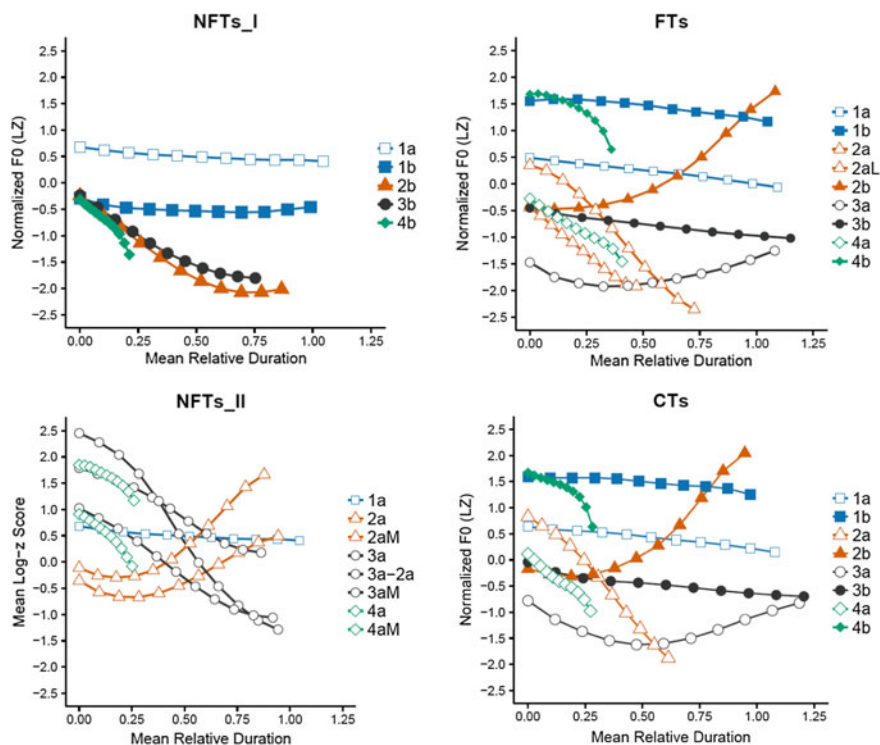 NFTs_I
Normalized F0 (LZ)
2.5
2.0
1.5
1.0
0.5
0.0
−0.5
−1.0
−1.5
−2.0
−2.5
0.00 0.25 0.50 0.75 1.00 1.25
Mean Relative Duration
1a
1b
2b
3b
4b
FTs
Normalized F0 (LZ)
2.5
2.0
1.5
1.0
0.5
0.0
−0.5
−1.0
−1.5
−2.0
−2.5
0.00 0.25 0.50 0.75 1.00 1.25
Mean Relative Duration
1a
1b
2a
2aL
2b
3a
3b
4a
4b
NFTs_II
Mean Log−z Score
2.5
2.0
1.5
1.0
0.5
0.0
−0.5
−1.0
−1.5
−2.0
−2.5
0.00 0.25 0.50 0.75 1.00
Mean Relative Duration
1a
2a
2aM
3a
3a−2a
3aM
4a
4aM
CTs
Normalized F0 (LZ)
2.5
2.0
1.5
1.0
0.5
0.0
−0.5
−1.0
−1.5
−2.0
−2.5
0.00 0.25 0.50 0.75 1.00 1.25
Mean Relative Duration
1a
1b
2a
2b
3a
3b
4a
4b